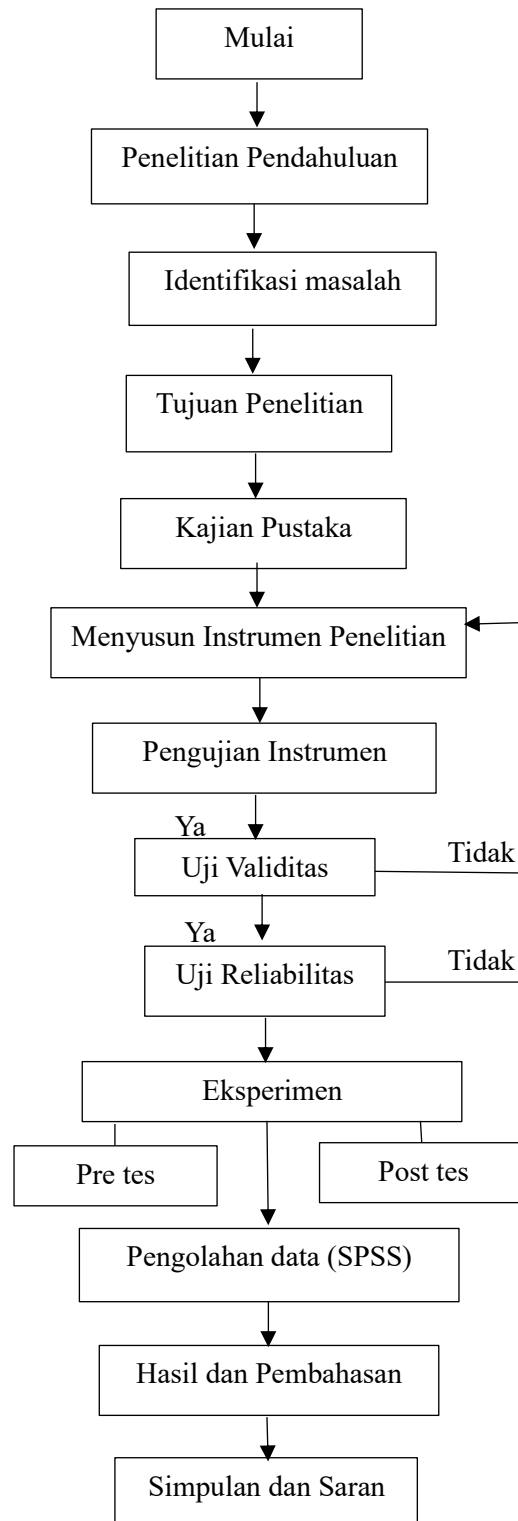 Mulai
Penelitian Pendahuluan
Identifikasi masalah
Tujuan Penelitian
Kajian Pustaka
Menyusun Instrumen Penelitian
Pengujian Instrumen
Ya
Uji Validitas
Tidak
Ya
Uji Reliabilitas
Tidak
Eksperimen
Pre tes
Post tes
Pengolahan data (SPSS)
Hasil dan Pembahasan
Simpulan dan Saran